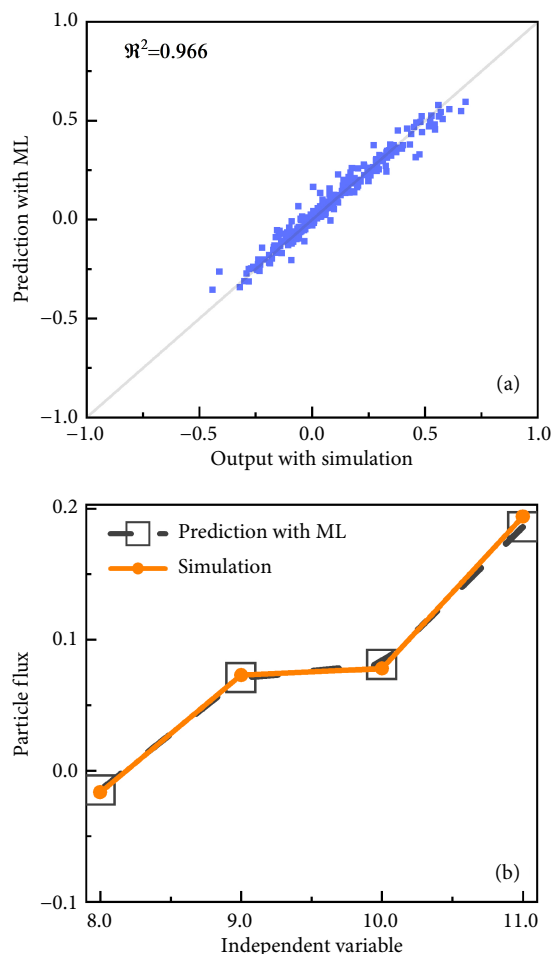 1.0
ℜ²=0.966
0.5
Prediction with ML
0.0
−0.5
(a)
−1.0
−1.0 −0.5 0.0 0.5 1.0
Output with simulation
0.2
Prediction with ML
Simulation
0.1
Particle flux
0.0
(b)
−0.1
8.0 9.0 10.0 11.0
Independent variable